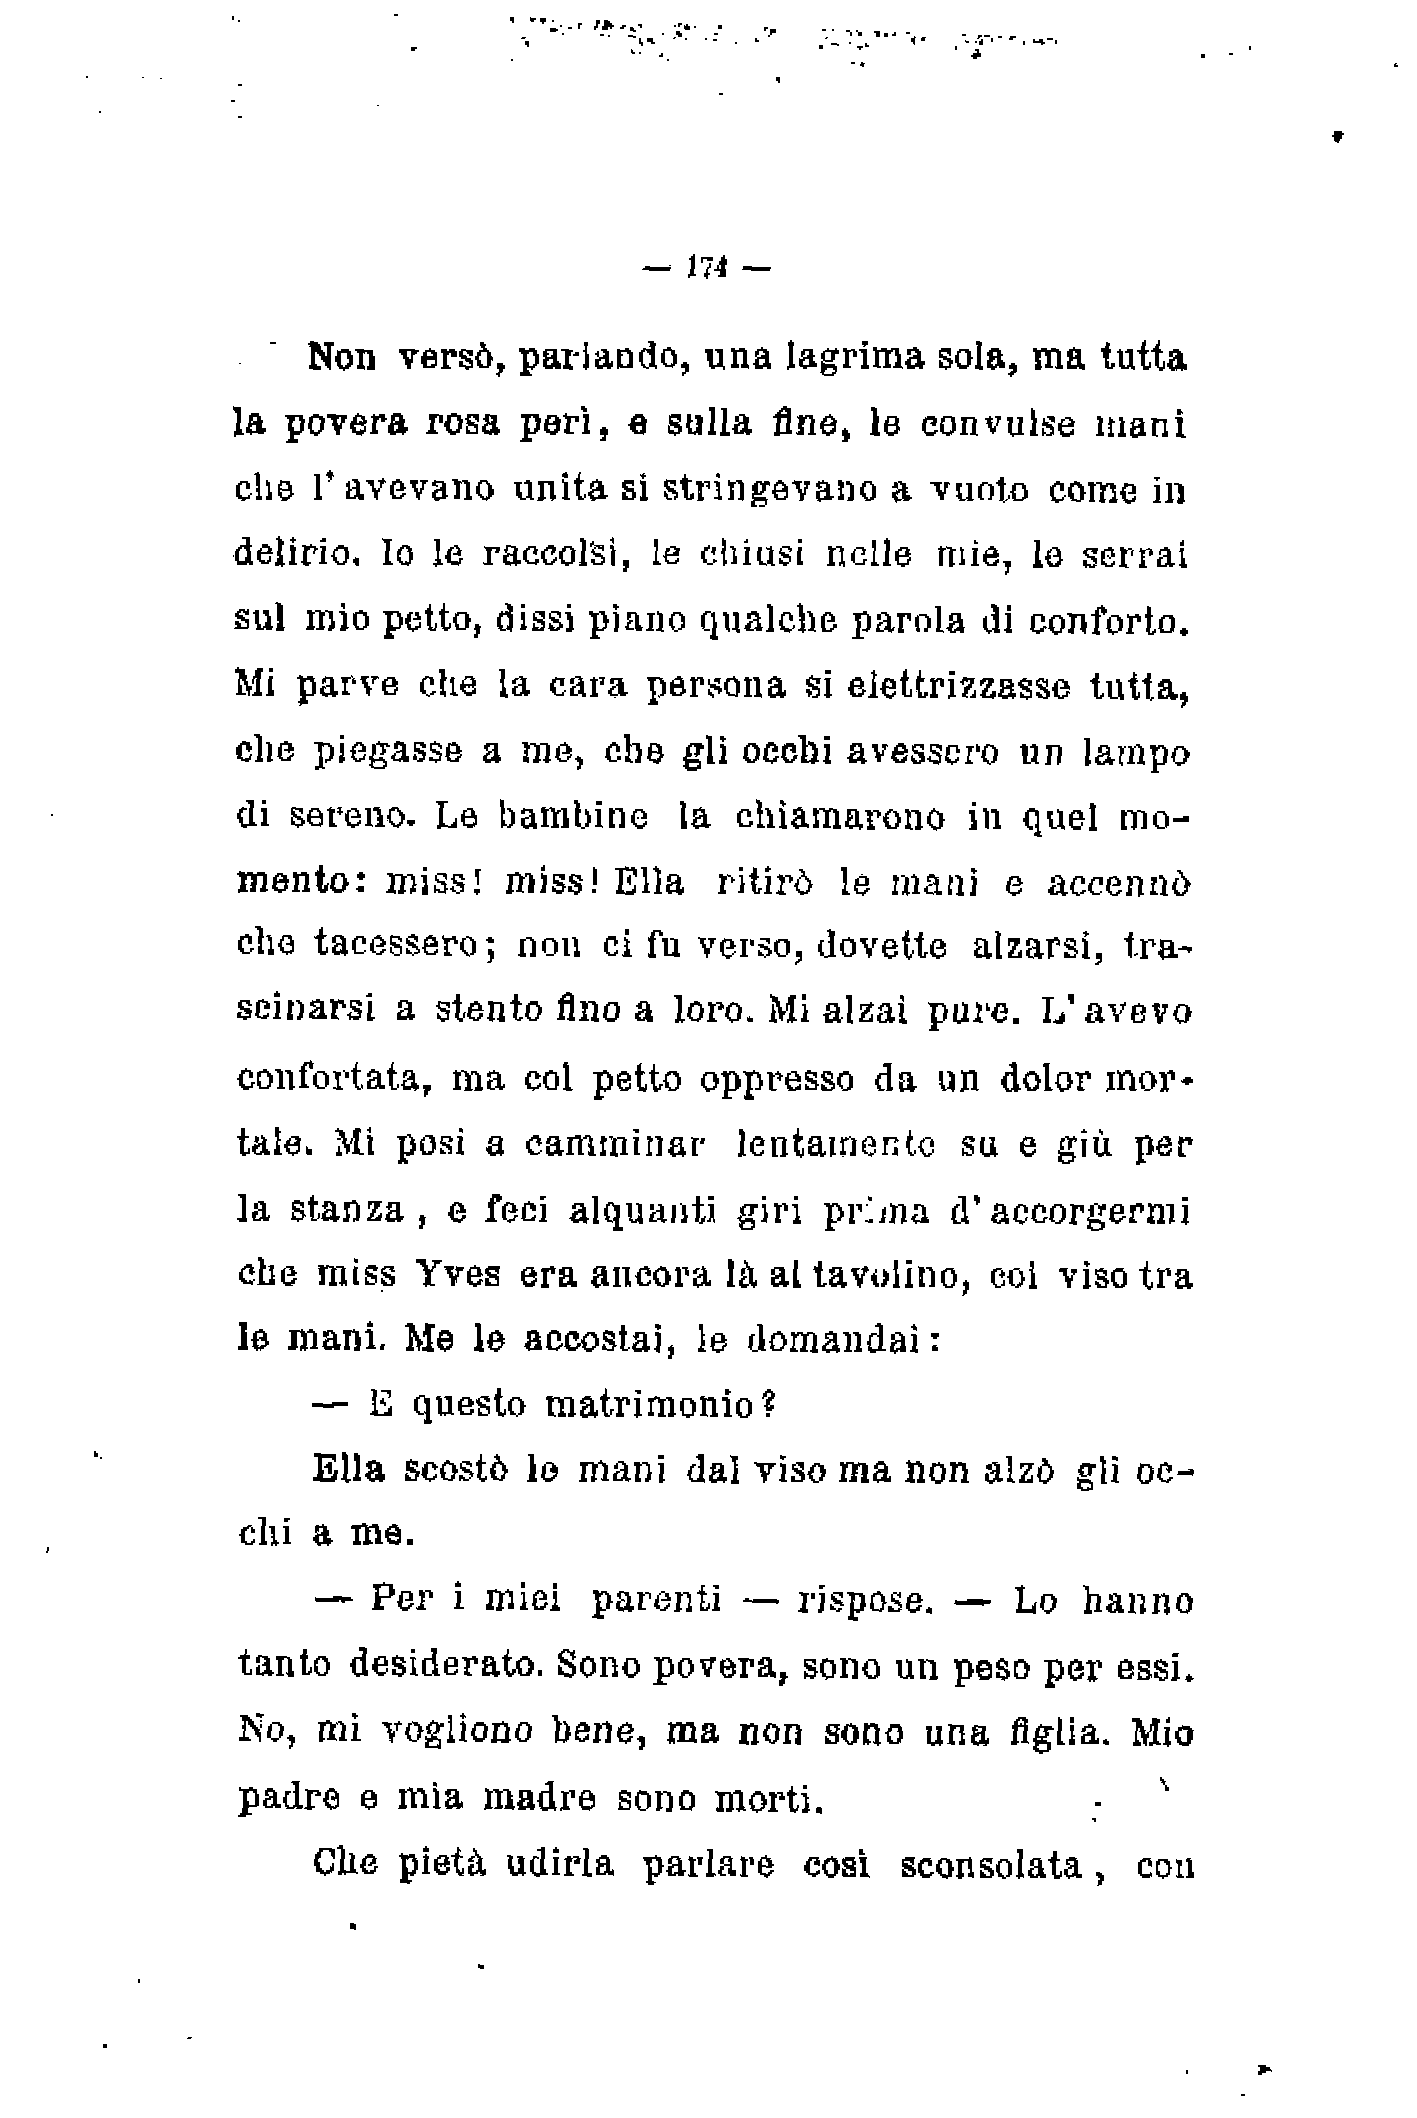 — 174 —
Non versò, parlando, una lagrima sola, ma tutta
la povera rosa perì, e sulla fine, le convulse mani
che l'avevano unita si stringevano a vuoto come in
delirio. Io le raccolsi, le chiusi nelle mie, le serrai
sul mio petto, dissi piano qualche parola di conforto.
Mi parve che la cara persona si elettrizzasse tutta,
che piegasse a me, che gli occhi avessero un lampo
di sereno. Le bambine la chiamarono in quel mo-
mento: miss! miss! Ella ritirò le mani e accennò
che tacessero; non ci fu verso, dovette alzarsi, tra-
scinarsi a stento fino a loro. Mi alzai pure. L'avevo
confortata, ma col petto oppresso da un dolor mor-
tale. Mi posi a camminar lentamente su e giù per
la stanza, e feci alquanti giri prima d'accorgermi
che miss Yves era ancora là al tavolino, col viso tra
le mani. Me le accostai, le domandai:
— E questo matrimonio?
Ella scostò le mani dal viso ma non alzò gli oc-
chi a me.
— Per i miei parenti — rispose. — Lo hanno
tanto desiderato. Sono povera, sono un peso per essi.
No, mi vogliono bene, ma non sono una figlia. Mio
padre e mia madre sono morti.
Che pietà udirla parlare così sconsolata, con